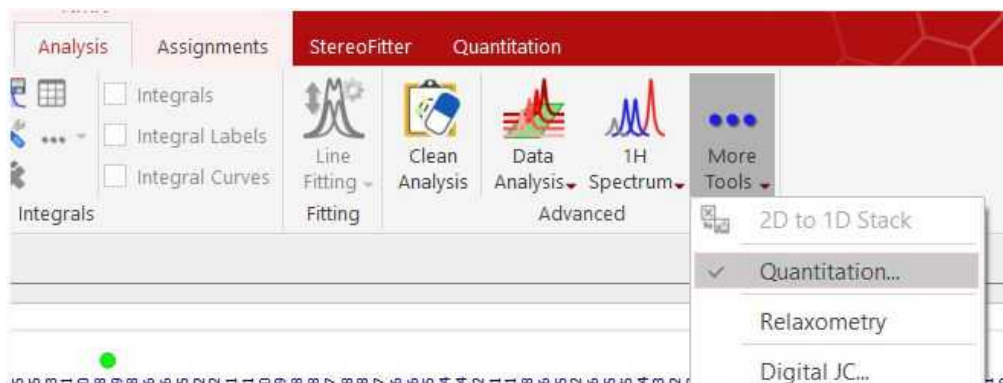 Analysis Assignments StereoFitter Quantitation
Integrals
Integral Labels
Integral Curves
Integrals
Line
Fitting
Fitting
Clean
Analysis
Data
Analysis
1H
Spectrum
Advanced
More
Tools
2D to 1D Stack
Quantitation...
Relaxometry
Digital JC...